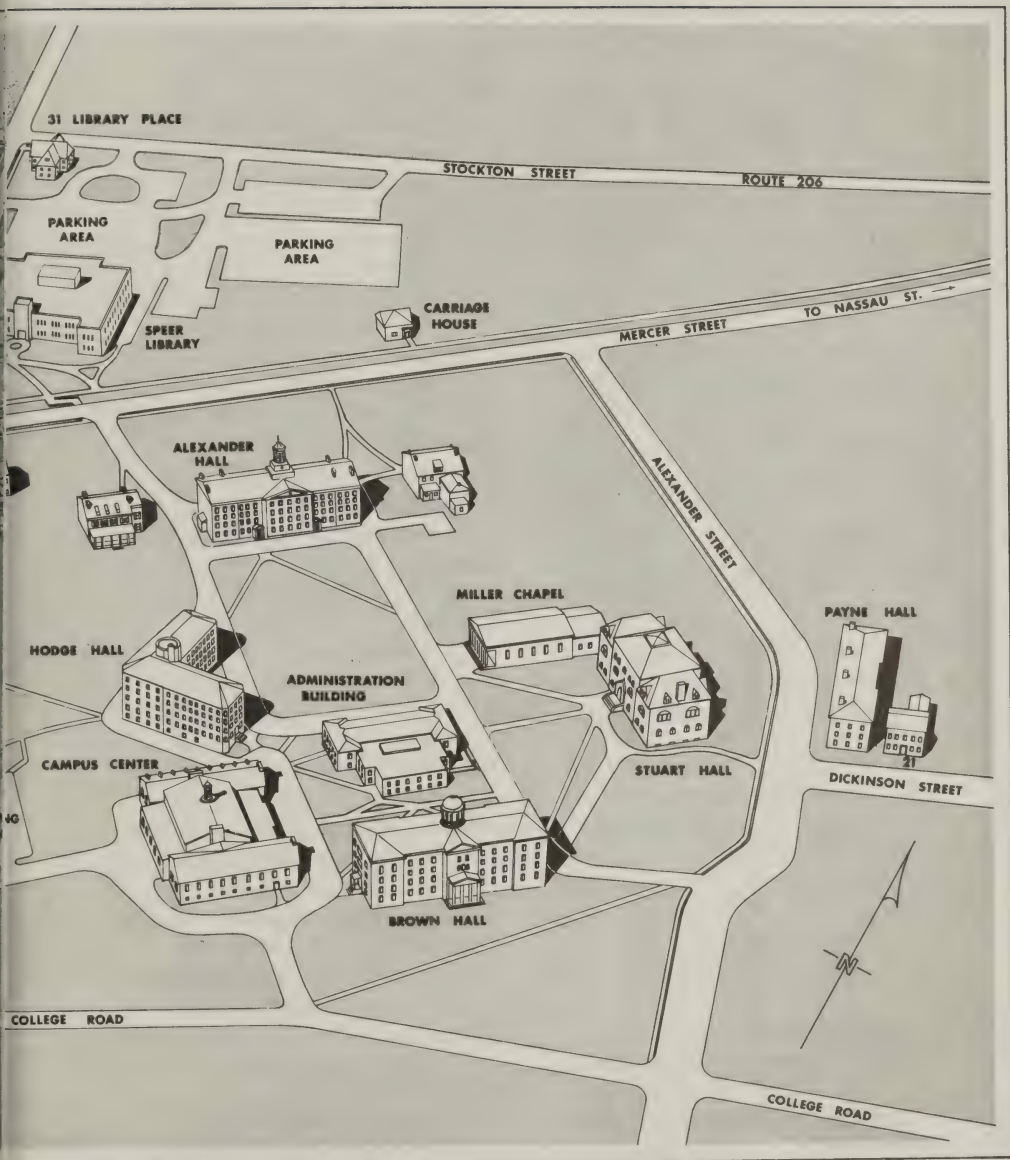 31 LIBRARY PLACE
STOCKTON STREET
ROUTE 206
PARKING
AREA
PARKING
AREA
SPEER
LIBRARY
CARRIAGE
HOUSE
MERCER STREET
TO NASSAU ST.
ALEXANDER
HALL
ALEXANDER STREET
MILLER CHAPEL
PAYNE HALL
HODGE HALL
ADMINISTRATION
BUILDING
CAMPUS CENTER
STUART HALL
21
DICKINSON STREET
NG
BROWN HALL
N
COLLEGE ROAD
COLLEGE ROAD